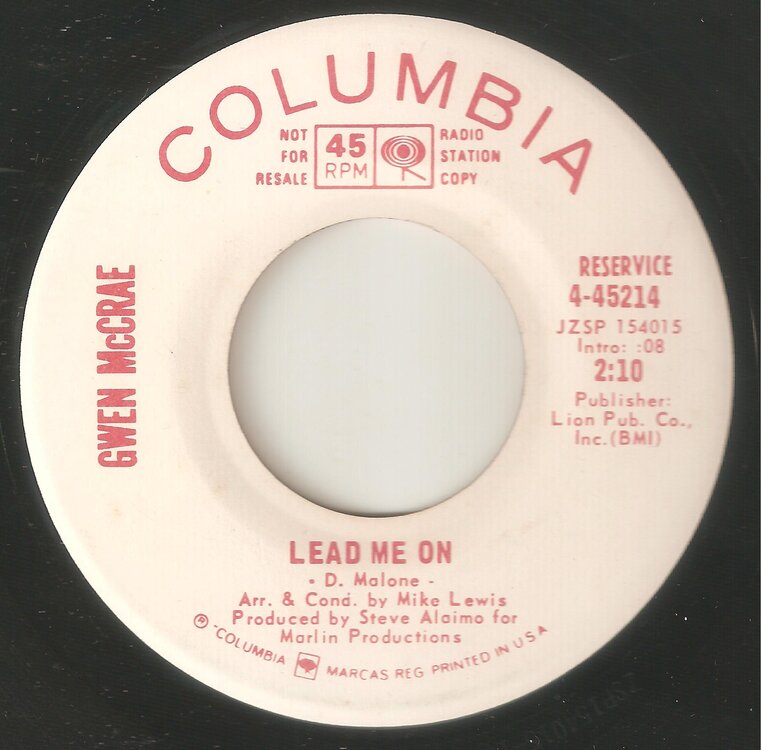 COLUMBIA
NOT
FOR
RESALE
45
RPM
RADIO
STATION
COPY
GWEN McCRAE
RESERVICE
4-45214
JZSP 154015
Intro: :08
2:10
Publisher:
Lion Pub. Co.,
Inc.(BMI)
LEAD ME ON
• D. Malone -
Arr. & Cond. by Mike Lewis
Produced by Steve Alaimo for
Marlin Productions
® "COLUMBIA MARCAS REG PRINTED IN U S A